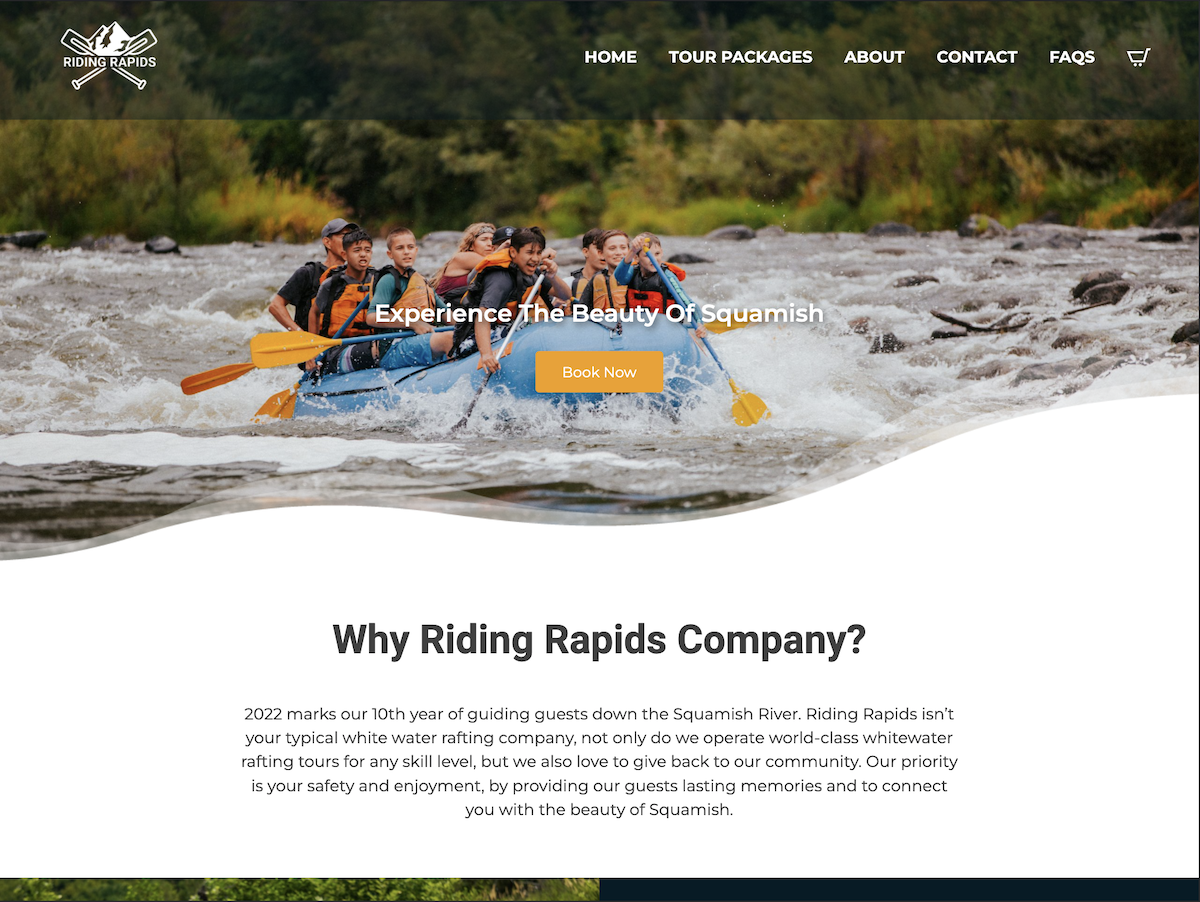 RIDING RAPIDS
HOME TOUR PACKAGES ABOUT CONTACT FAQS
Experience The Beauty Of Squamish
Book Now
Why Riding Rapids Company?
2022 marks our 10th year of guiding guests down the Squamish River. Riding Rapids isn’t
your typical white water rafting company, not only do we operate world-class whitewater
rafting tours for any skill level, but we also love to give back to our community. Our priority
is your safety and enjoyment, by providing our guests lasting memories and to connect
you with the beauty of Squamish.